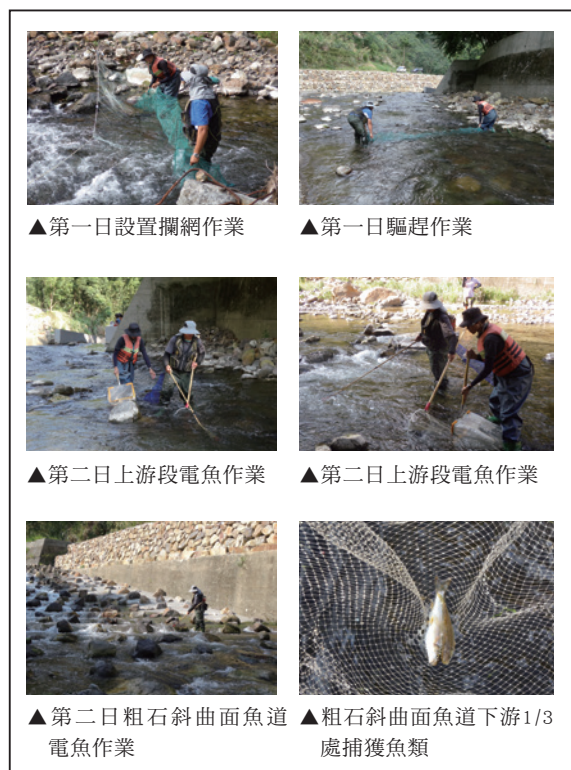 ▲第一日設置攔網作業
▲第一日驅趕作業
▲第二日上游段電魚作業
▲第二日上游段電魚作業
▲第二日粗石斜曲面魚道
電魚作業
▲粗石斜曲面魚道下游1/3
處捕獲魚類